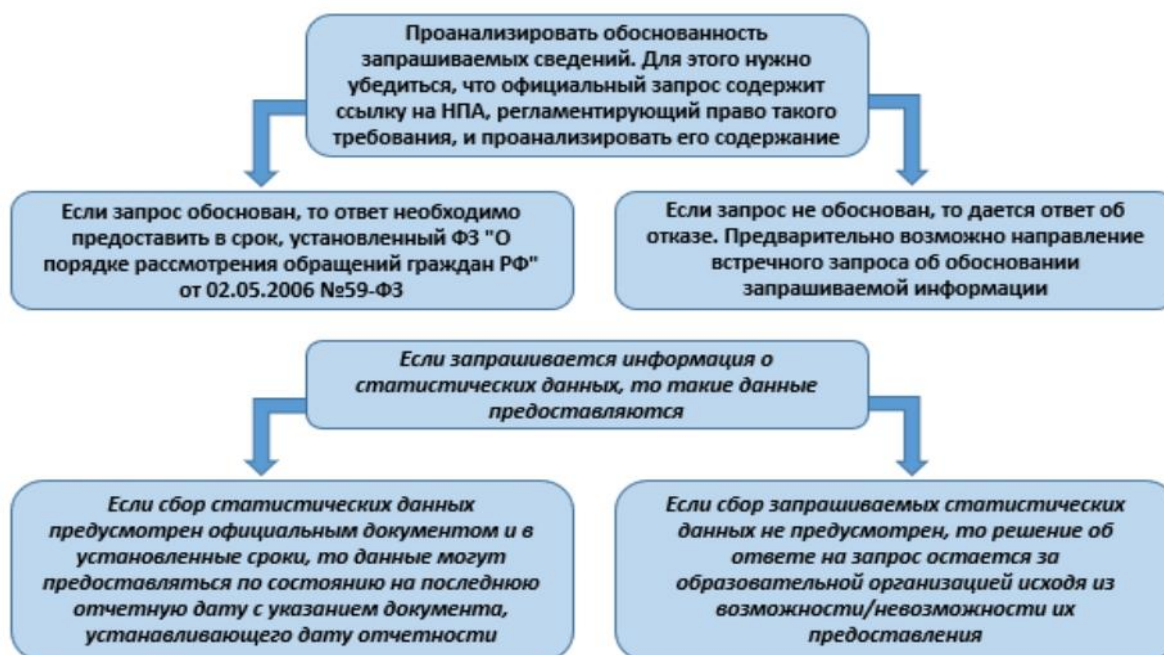 Проанализировать обоснованность
запрашиваемых сведений. Для этого нужно
убедиться, что официальный запрос содержит
ссылку на НПА, регламентирующий право такого
требования, и проанализировать его содержание
Если запрос обоснован, то ответ необходимо
предоставить в срок, установленный ФЗ "О
порядке рассмотрения обращений граждан РФ"
от 02.05.2006 №59-ФЗ
Если запрос не обоснован, то дается ответ об
отказе. Предварительно возможно направление
встречного запроса об обосновании
запрашиваемой информации
Если запрашивается информация о
статистических данных, то такие данные
предоставляются
Если сбор статистических данных
предусмотрен официальным документом и в
установленные сроки, то данные могут
предоставляться по состоянию на последнюю
отчетную дату с указанием документа,
устанавливающего дату отчетности
Если сбор запрашиваемых статистических
данных не предусмотрен, то решение об
ответе на запрос остается за
образовательной организацией исходя из
возможности/невозможности их
предоставления